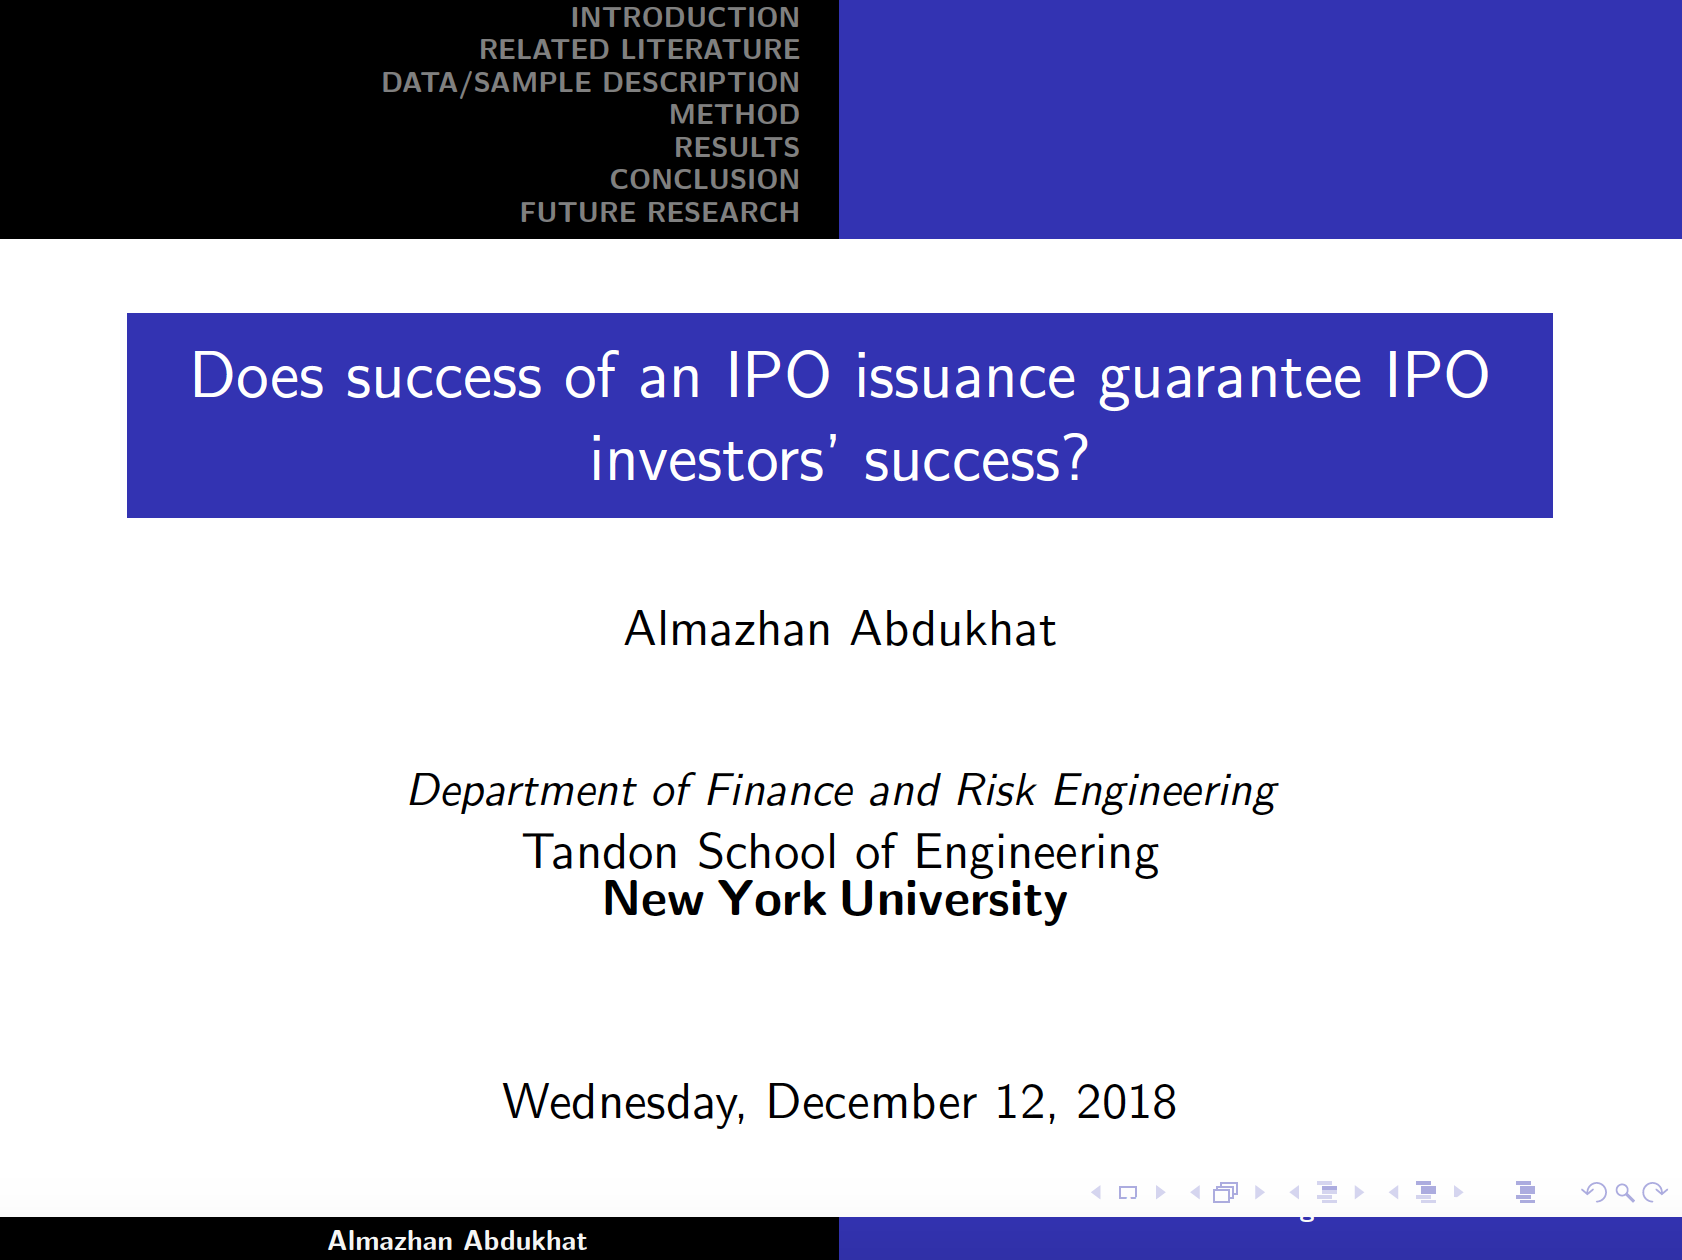 INTRODUCTION
RELATED LITERATURE
DATA/SAMPLE DESCRIPTION
METHOD
RESULTS
CONCLUSION
FUTURE RESEARCH
Does success of an IPO issuance guarantee IPO
investors' success?
Almazhan Abdukhat
Department of Finance and Risk Engineering
Tandon School of Engineering
New York University
Wednesday, December 12, 2018
Almazhan Abdukhat